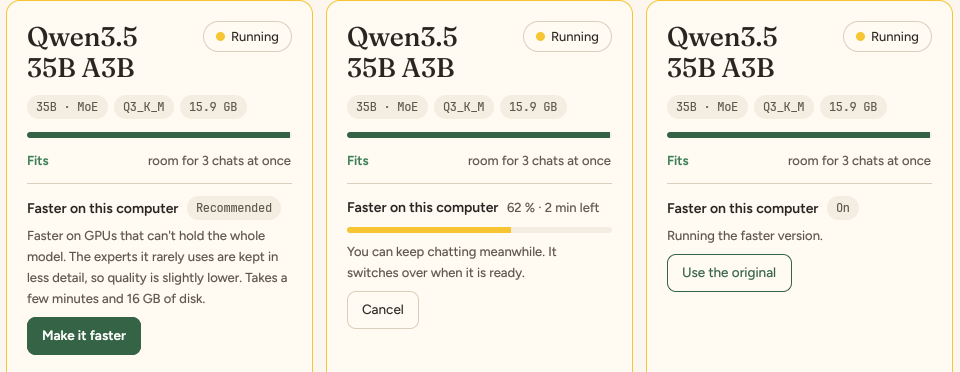 Qwen3.5
35B A3B
Running
35B · MoE
Q3_K_M
15.9 GB
Fits
room for 3 chats at once
Faster on this computer
Recommended
Faster on GPUs that can't hold the whole
model. The experts it rarely uses are kept in
less detail, so quality is slightly lower. Takes a
few minutes and 16 GB of disk.
Make it faster
Qwen3.5
35B A3B
Running
35B · MoE
Q3_K_M
15.9 GB
Fits
room for 3 chats at once
Faster on this computer
62 % · 2 min left
You can keep chatting meanwhile. It
switches over when it is ready.
Cancel
Qwen3.5
35B A3B
Running
35B · MoE
Q3_K_M
15.9 GB
Fits
room for 3 chats at once
Faster on this computer
On
Running the faster version.
Use the original